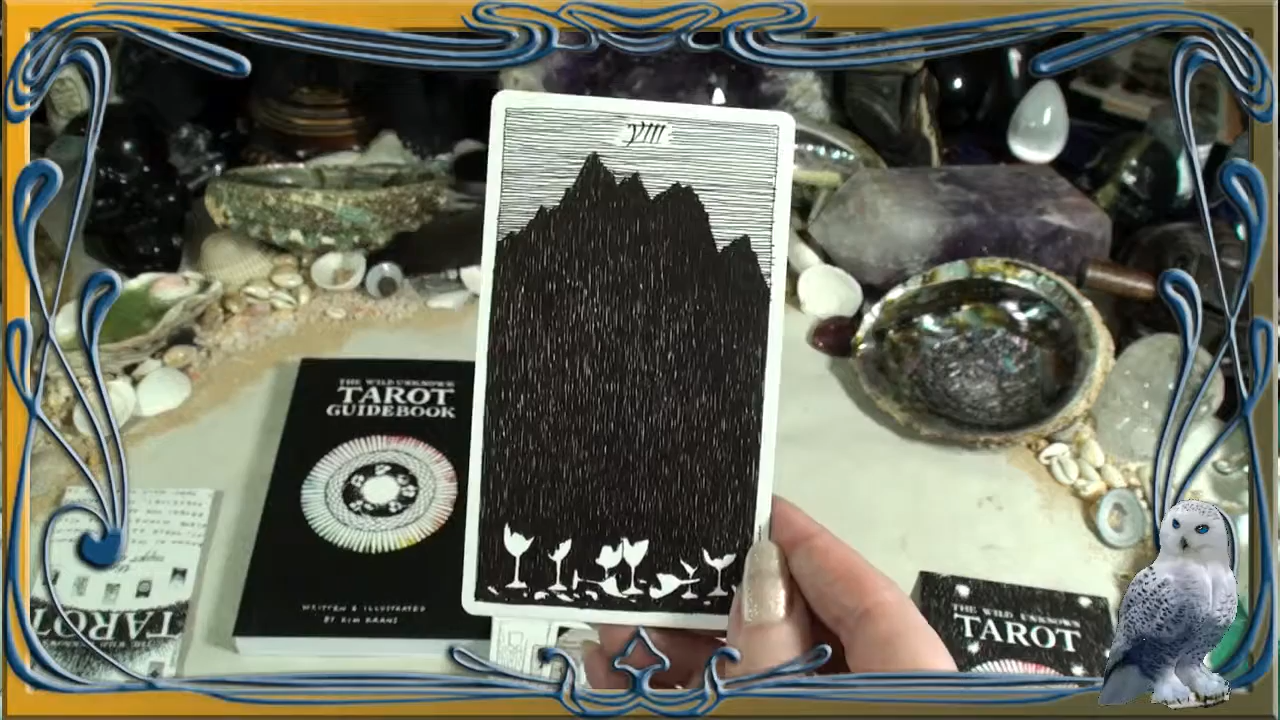 VIII
THE WILD UNKNOWN
TAROT
GUIDEBOOK
WRITTEN & ILLUSTRATED
BY KIM KRANS
TAROT
THE WILD UNKNOWN
TAROT